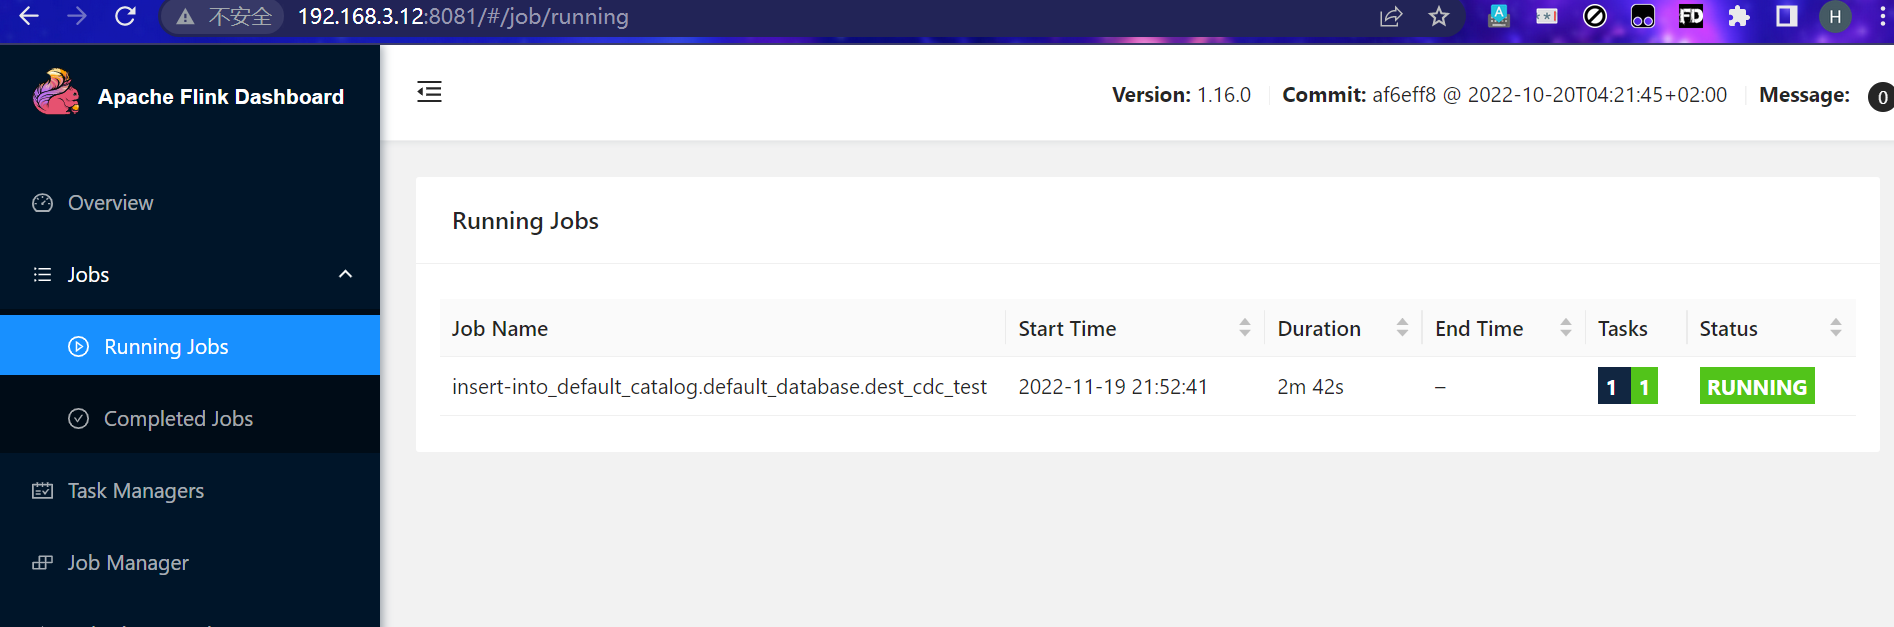 不安全 192.168.3.12:8081/#/job/running
FD
H
Apache Flink Dashboard
Version: 1.16.0 Commit: af6eff8 @ 2022-10-20T04:21:45+02:00 Message: 0
Overview
Jobs
Running Jobs
Completed Jobs
Task Managers
Job Manager
Running Jobs
Job Name Start Time Duration End Time Tasks Status
insert-into_default_catalog.default_database.dest_cdc_test 2022-11-19 21:52:41 2m 42s – 1 1 RUNNING